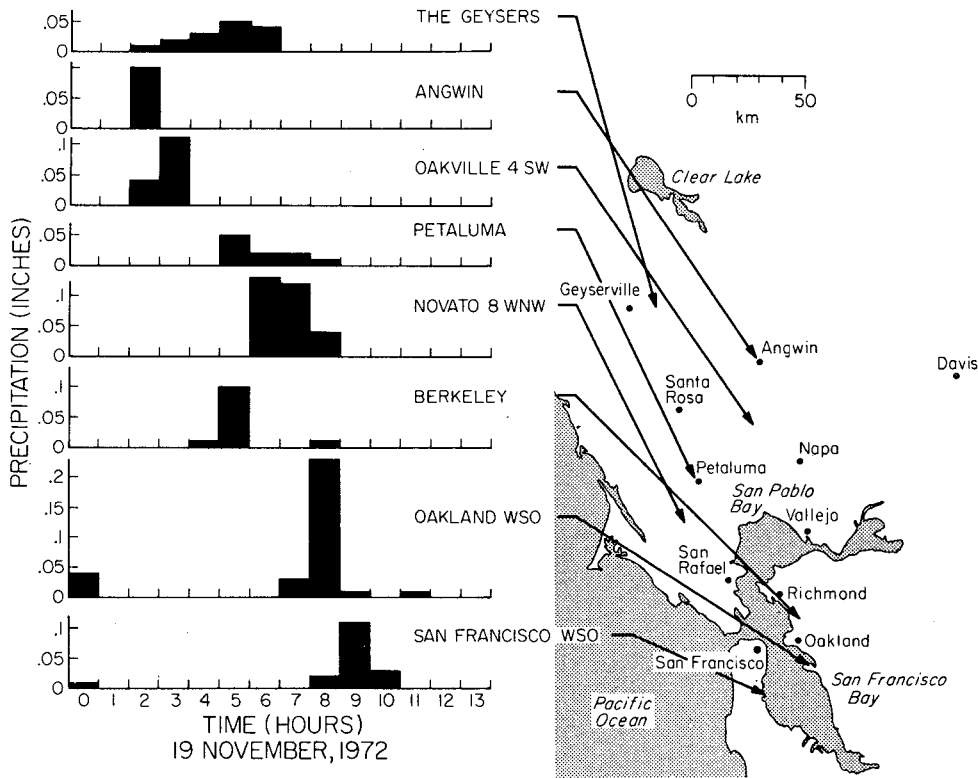 PRECIPITATION (INCHES)
.05
0
THE GEYSERS
.05
0
ANGWIN
.1
.05
0
OAKVILLE 4 SW
.05
0
PETALUMA
.1
.05
0
NOVATO 8 WNW
.1
.05
0
BERKELEY
.2
.15
.1
.05
0
OAKLAND WSO
.1
.05
0
SAN FRANCISCO WSO
0 1 2 3 4 5 6 7 8 9 10 11 12 13
TIME (HOURS)
19 NOVEMBER, 1972
0 50
km
Clear Lake
Geyserville
Angwin
Davis
Santa
Rosa
Napa
Petaluma
San Pablo
Bay
Vallejo
San
Rafael
Richmond
Oakland
San Francisco
San Francisco
Bay
Pacific
Ocean